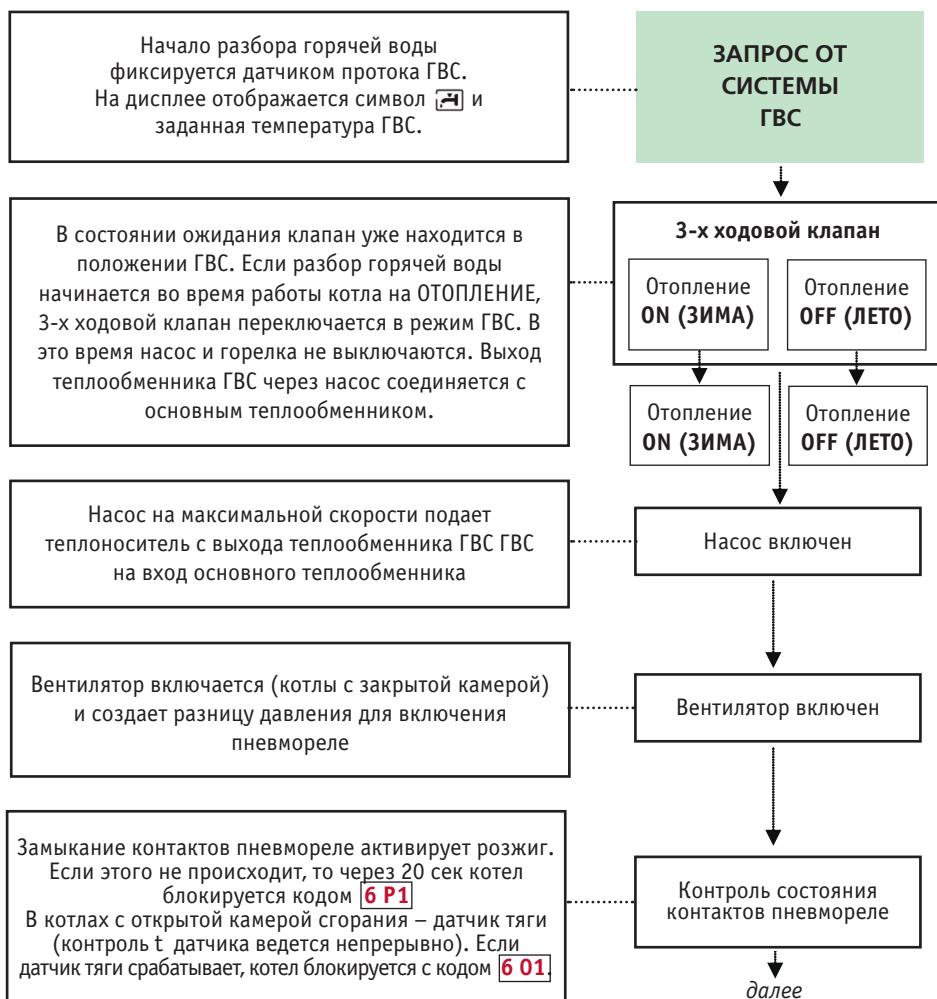 Начало разбора горячей воды
фиксируется датчиком протока ГВС.
На дисплее отображается символ и
заданная температура ГВС.
ЗАПРОС ОТ
СИСТЕМЫ
ГВС
В состоянии ожидания клапан уже находится в
положении ГВС. Если разбор горячей воды
начинается во время работы котла на ОТОПЛЕНИЕ,
3-х ходовой клапан переключается в режим ГВС. В
это время насос и горелка не выключаются. Выход
теплообменника ГВС через насос соединяется с
основным теплообменником.
3-х ходовой клапан
Отопление
ON (ЗИМА)
Отопление
OFF (ЛЕТО)
Отопление
ON (ЗИМА)
Отопление
OFF (ЛЕТО)
Насос на максимальной скорости подает
теплоноситель с выхода теплообменника ГВС ГВС
на вход основного теплообменника
Насос включен
Вентилятор включается (котлы с закрытой камерой)
и создает разницу давления для включения
пневмореле
Вентилятор включен
Замыкание контактов пневмореле активирует розжиг.
Если этого не происходит, то через 20 сек котел
блокируется кодом 6 P1
В котлах с открытой камерой сгорания – датчик тяги
(контроль t датчика ведется непрерывно). Если
датчик тяги срабатывает, котел блокируется с кодом 6 01.
Контроль состояния
контактов пневмореле
далее